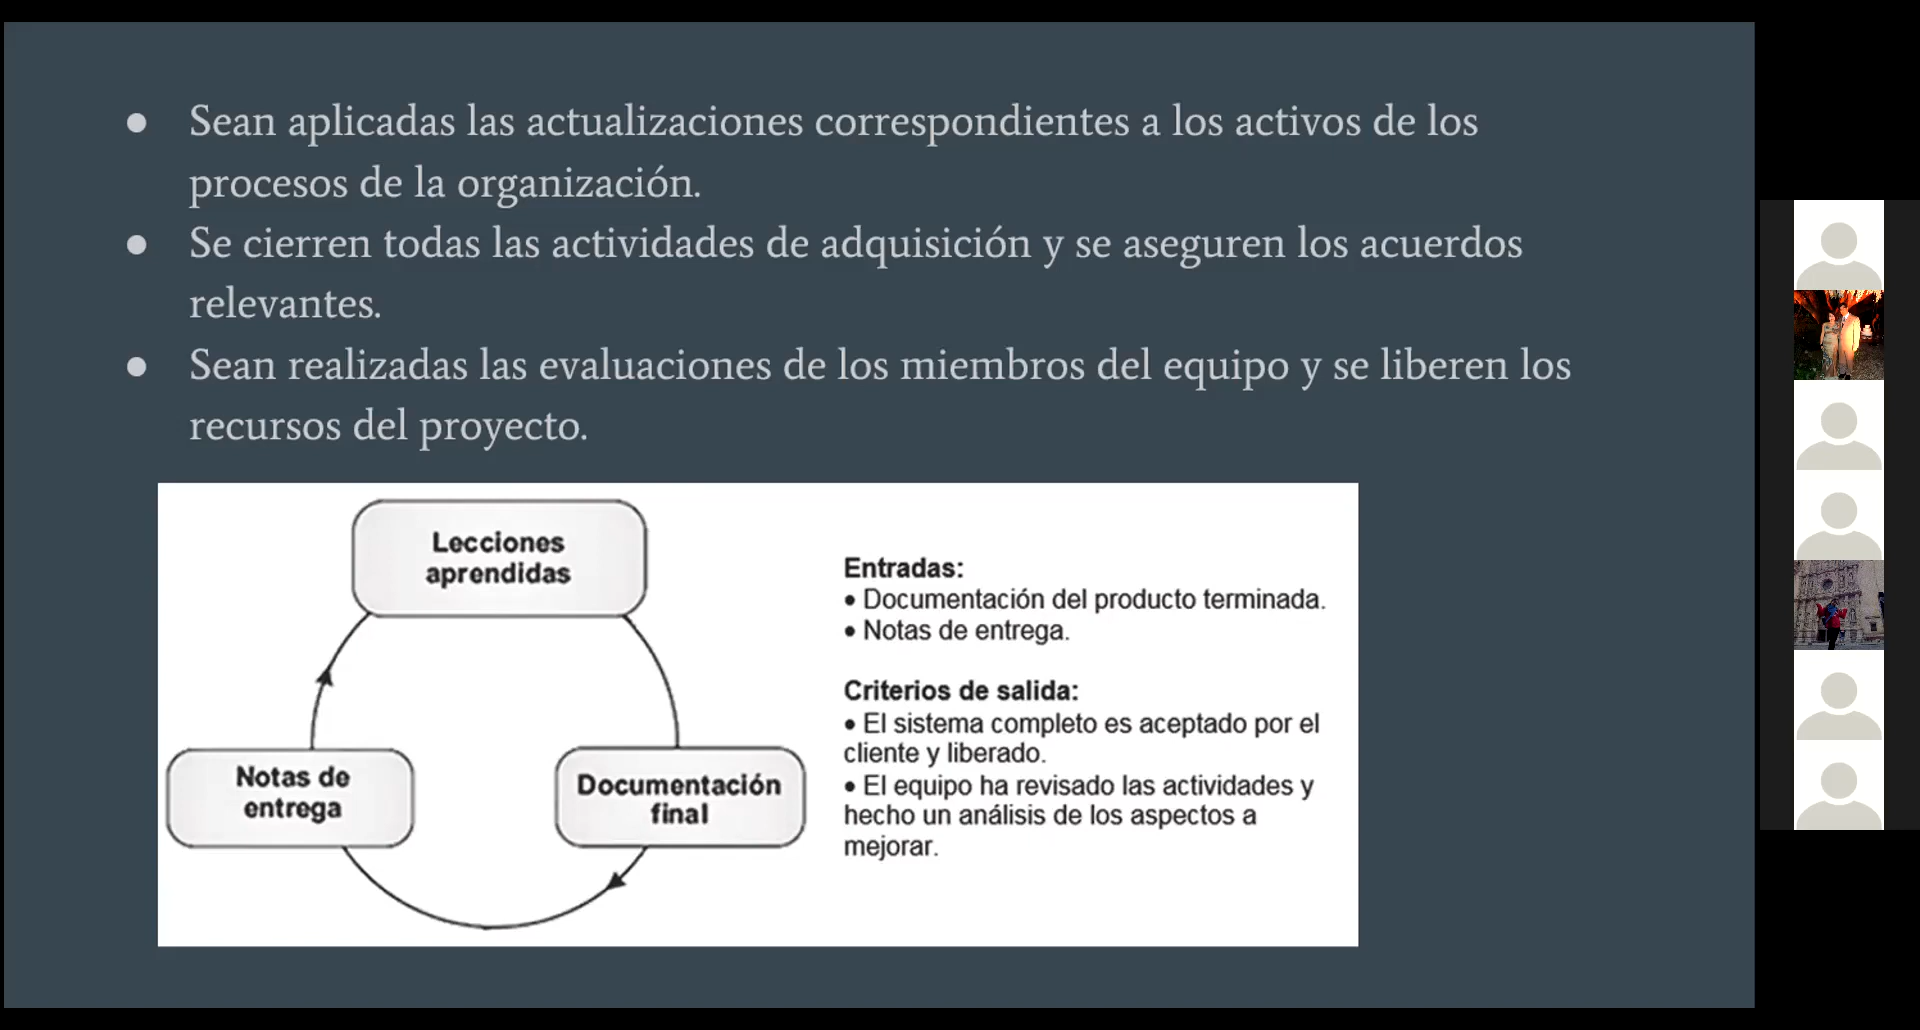 ● Sean aplicadas las actualizaciones correspondientes a los activos de los
procesos de la organización.
● Se cierren todas las actividades de adquisición y se aseguren los acuerdos
relevantes.
● Sean realizadas las evaluaciones de los miembros del equipo y se liberen los
recursos del proyecto.
Lecciones
aprendidas
Notas de
entrega
Documentación
final
Entradas:
• Documentación del producto terminada.
• Notas de entrega.
Criterios de salida:
• El sistema completo es aceptado por el
cliente y liberado.
• El equipo ha revisado las actividades y
hecho un análisis de los aspectos a
mejorar.